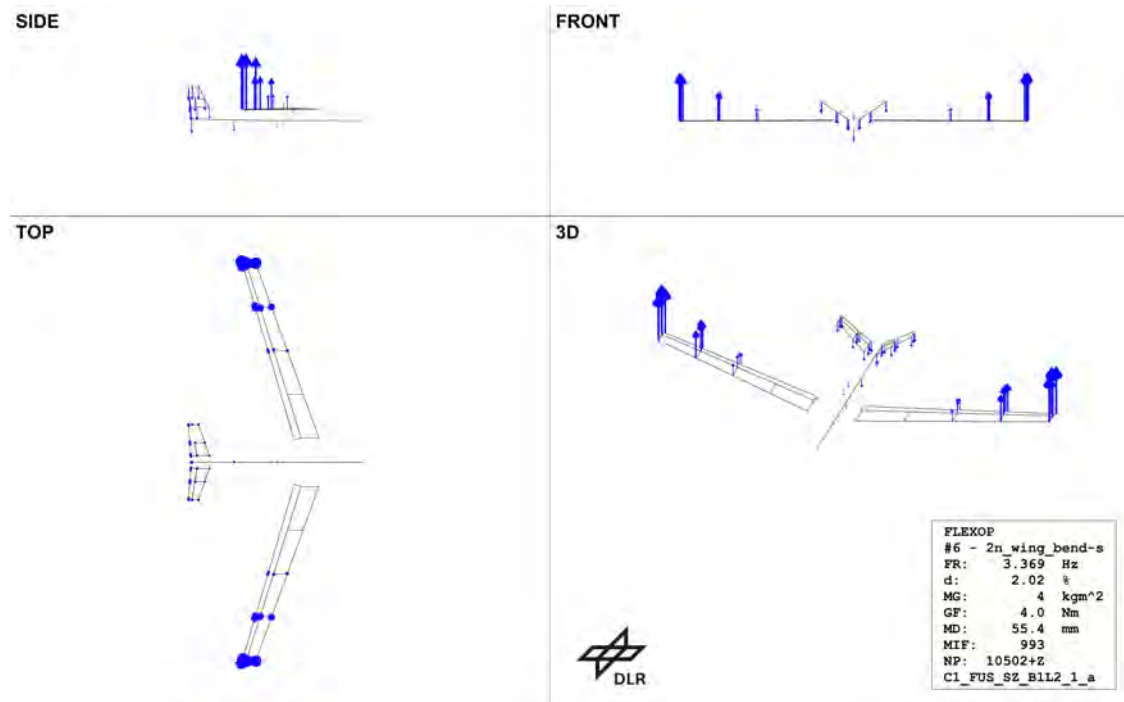 SIDE
FRONT
TOP
3D
FLEXOP
#6 - 2n_wing_bend-s
FR: 3.369 Hz
d: 2.02 %
MG: 4 kgm^2
GF: 4.0 Nm
MD: 55.4 mm
MIF: 993
NP: 10502+Z
C1_FUS_SZ_B1L2_1_a
DLR